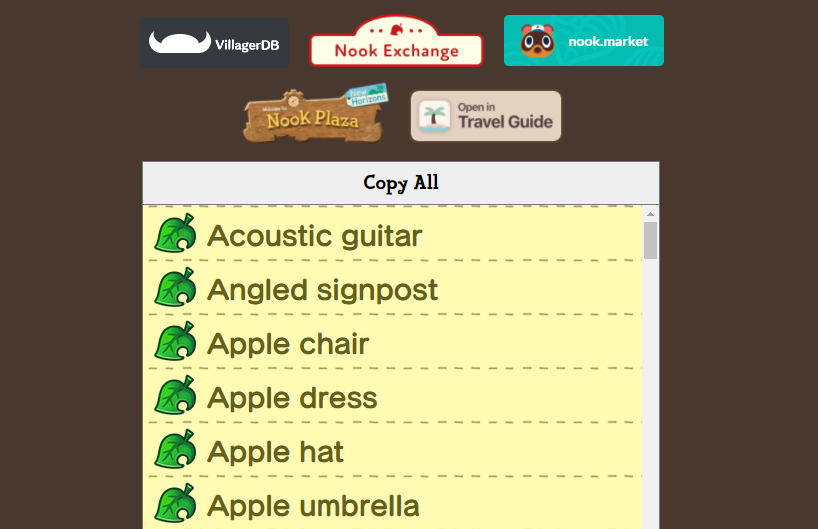 VillagerDB
Nook Exchange
nook.market
Welcome to
Nook Plaza
New
Horizons
Open in
Travel Guide
Copy All
Acoustic guitar
Angled signpost
Apple chair
Apple dress
Apple hat
Apple umbrella